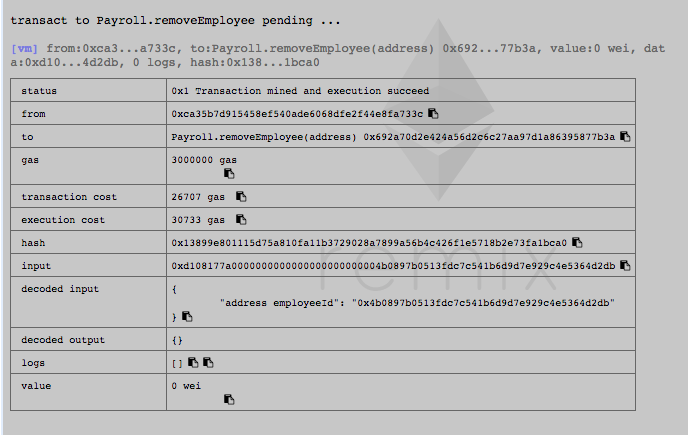 transact to Payroll.removeEmployee pending ...
[vm] from:0xca3...a733c, to:Payroll.removeEmployee(address) 0x692...77b3a, value:0 wei, dat
a:0xd10...4d2db, 0 logs, hash:0x138...1bca0
status 0x1 Transaction mined and execution succeed
from 0xca35b7d915458ef540ade6068dfe2f44e8fa733c
to Payroll.removeEmployee(address) 0x692a70d2e424a56d2c6c27aa97d1a86395877b3a
gas 3000000 gas
transaction cost 26707 gas
execution cost 30733 gas
hash 0x13899e801115d75a810fa11b3729028a7899a56b4c426f1e5718b2e73fa1bca0
input 0xd108177a0000000000000000000000004b0897b0513fdc7c541b6d9d7e929c4e5364d2db
decoded input {
"address employeeId": "0x4b0897b0513fdc7c541b6d9d7e929c4e5364d2db"
}
decoded output {}
logs []
value 0 wei
remix